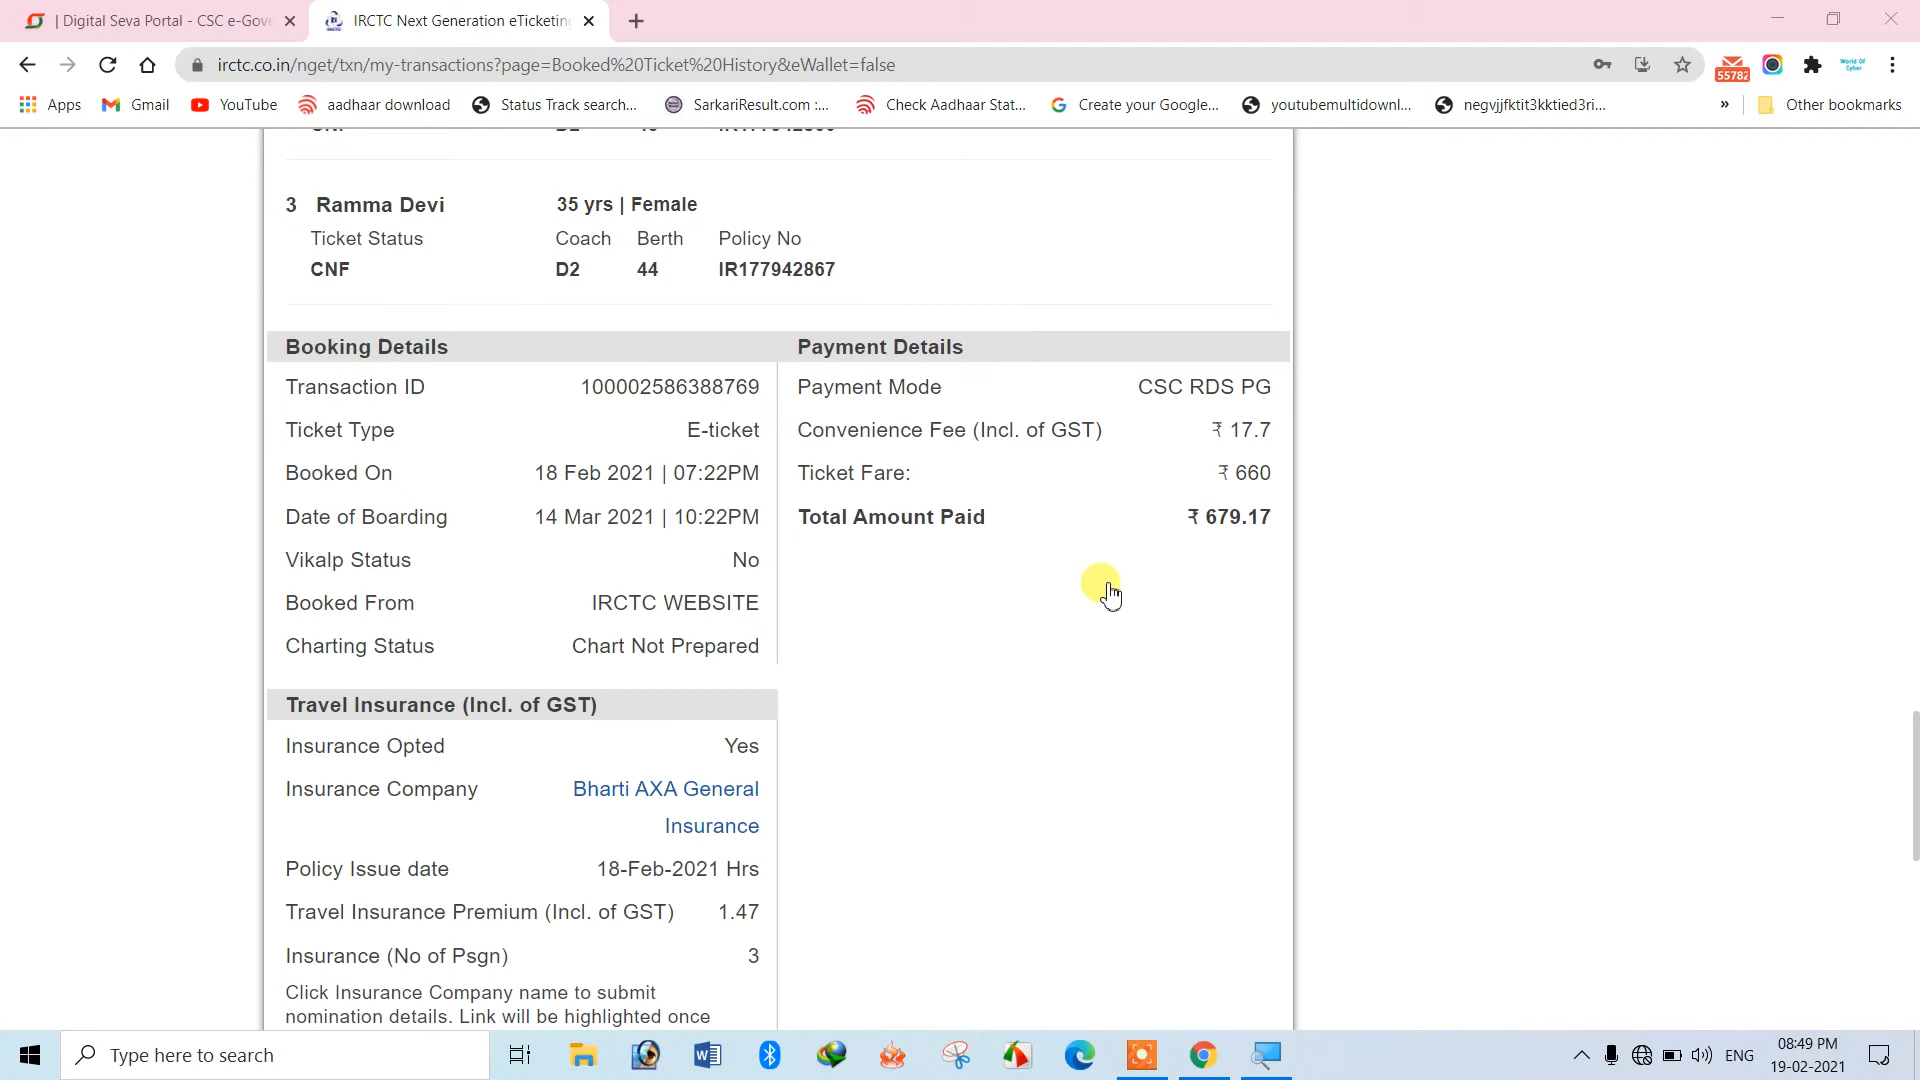 | Digital Seva Portal - CSC e-Gove
IRCTC Next Generation eTicketing
irctc.co.in/nget/txn/my-transactions?page=Booked%20Ticket%20History&eWallet=false
55782
World Of
Cyber
Apps
Gmail
YouTube
aadhaar download
Status Track search...
SarkariResult.com :...
Check Aadhaar Stat...
Create your Google...
youtubemultidownl...
negvjjfktit3kktied3ri...
»
Other bookmarks
3 Ramma Devi 35 yrs | Female
Ticket Status Coach Berth Policy No
CNF D2 44 IR177942867
Booking Details
Transaction ID 100002586388769
Ticket Type E-ticket
Booked On 18 Feb 2021 | 07:22PM
Date of Boarding 14 Mar 2021 | 10:22PM
Vikalp Status No
Booked From IRCTC WEBSITE
Charting Status Chart Not Prepared
Payment Details
Payment Mode CSC RDS PG
Convenience Fee (Incl. of GST) ₹ 17.7
Ticket Fare: ₹ 660
Total Amount Paid ₹ 679.17
Travel Insurance (Incl. of GST)
Insurance Opted Yes
Insurance Company Bharti AXA General
Insurance
Policy Issue date 18-Feb-2021 Hrs
Travel Insurance Premium (Incl. of GST) 1.47
Insurance (No of Psgn) 3
Click Insurance Company name to submit
nomination details. Link will be highlighted once
Type here to search
ENG
08:49 PM
19-02-2021